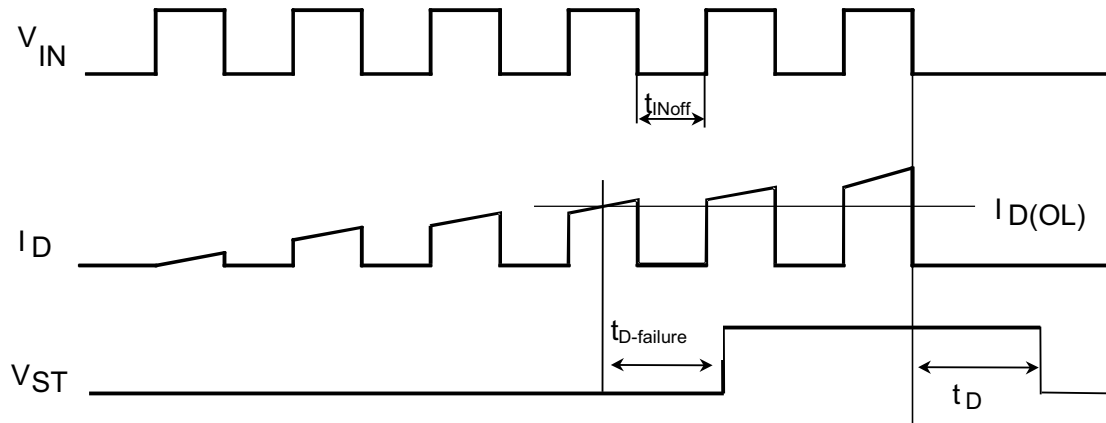 VIN
tINoff
ID
ID(OL)
tD-failure
VST
tD